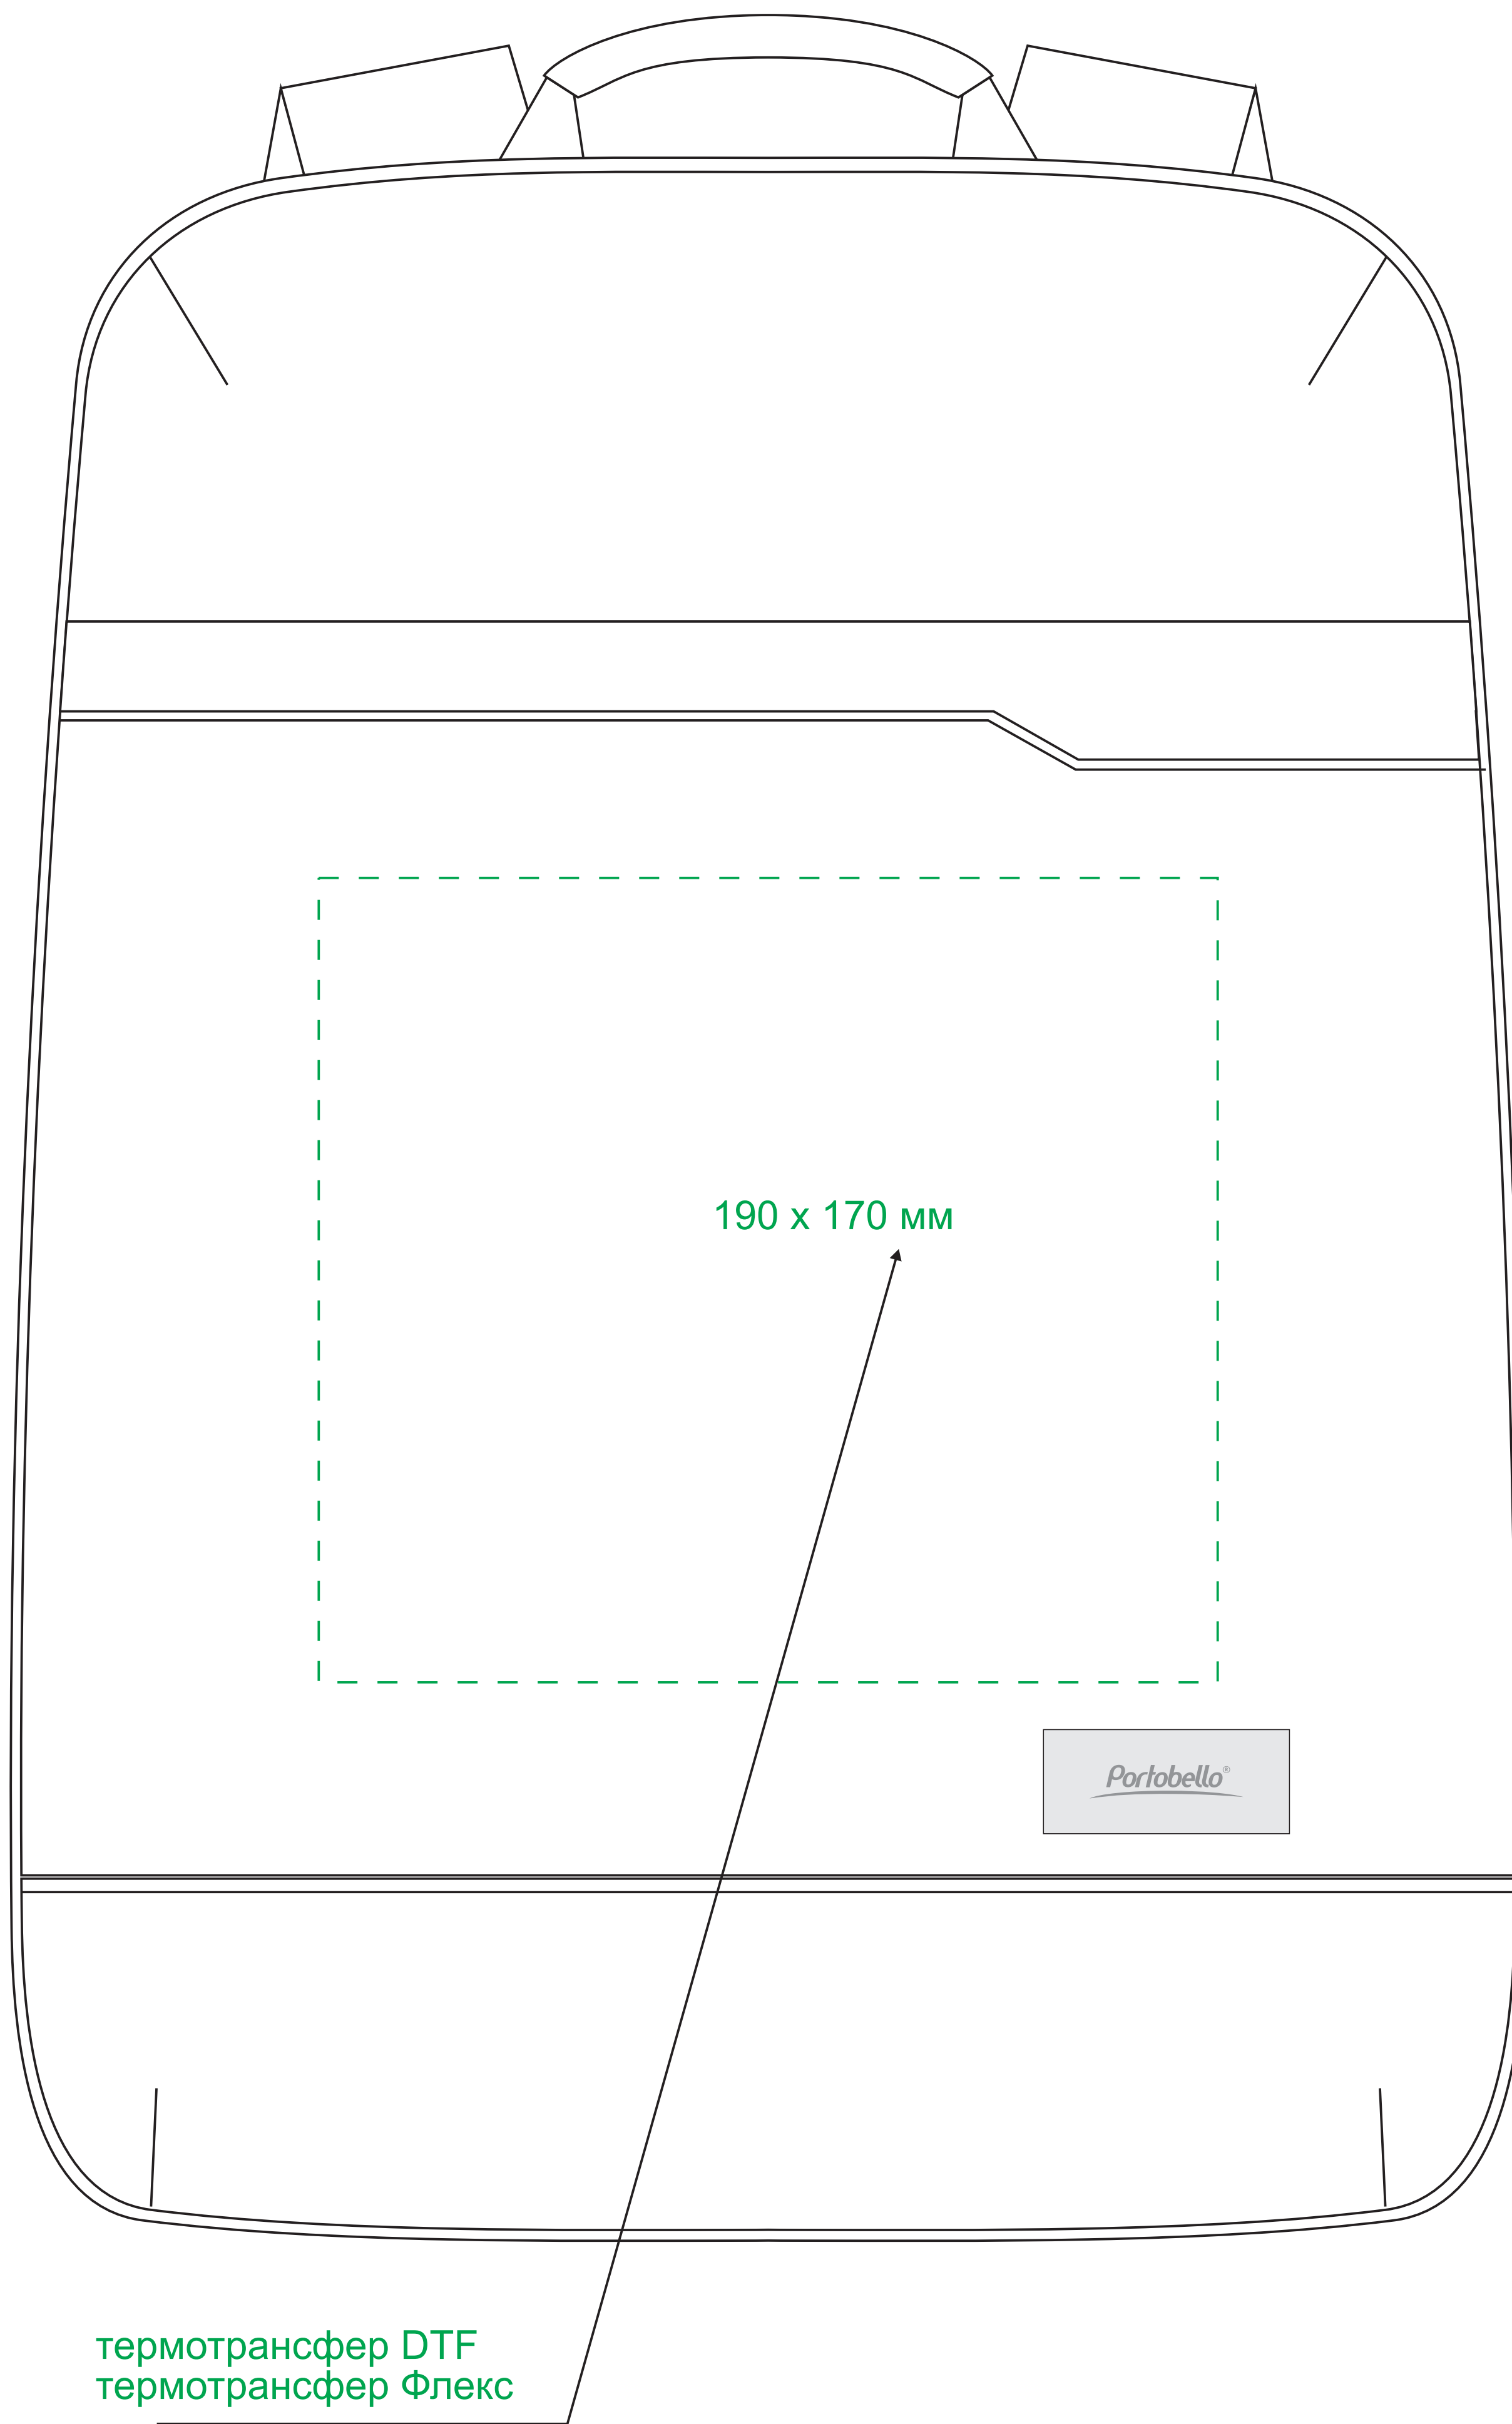 190 х 170 мм
Portobello®
термотрансфер DTF
термотрансфер Флекс